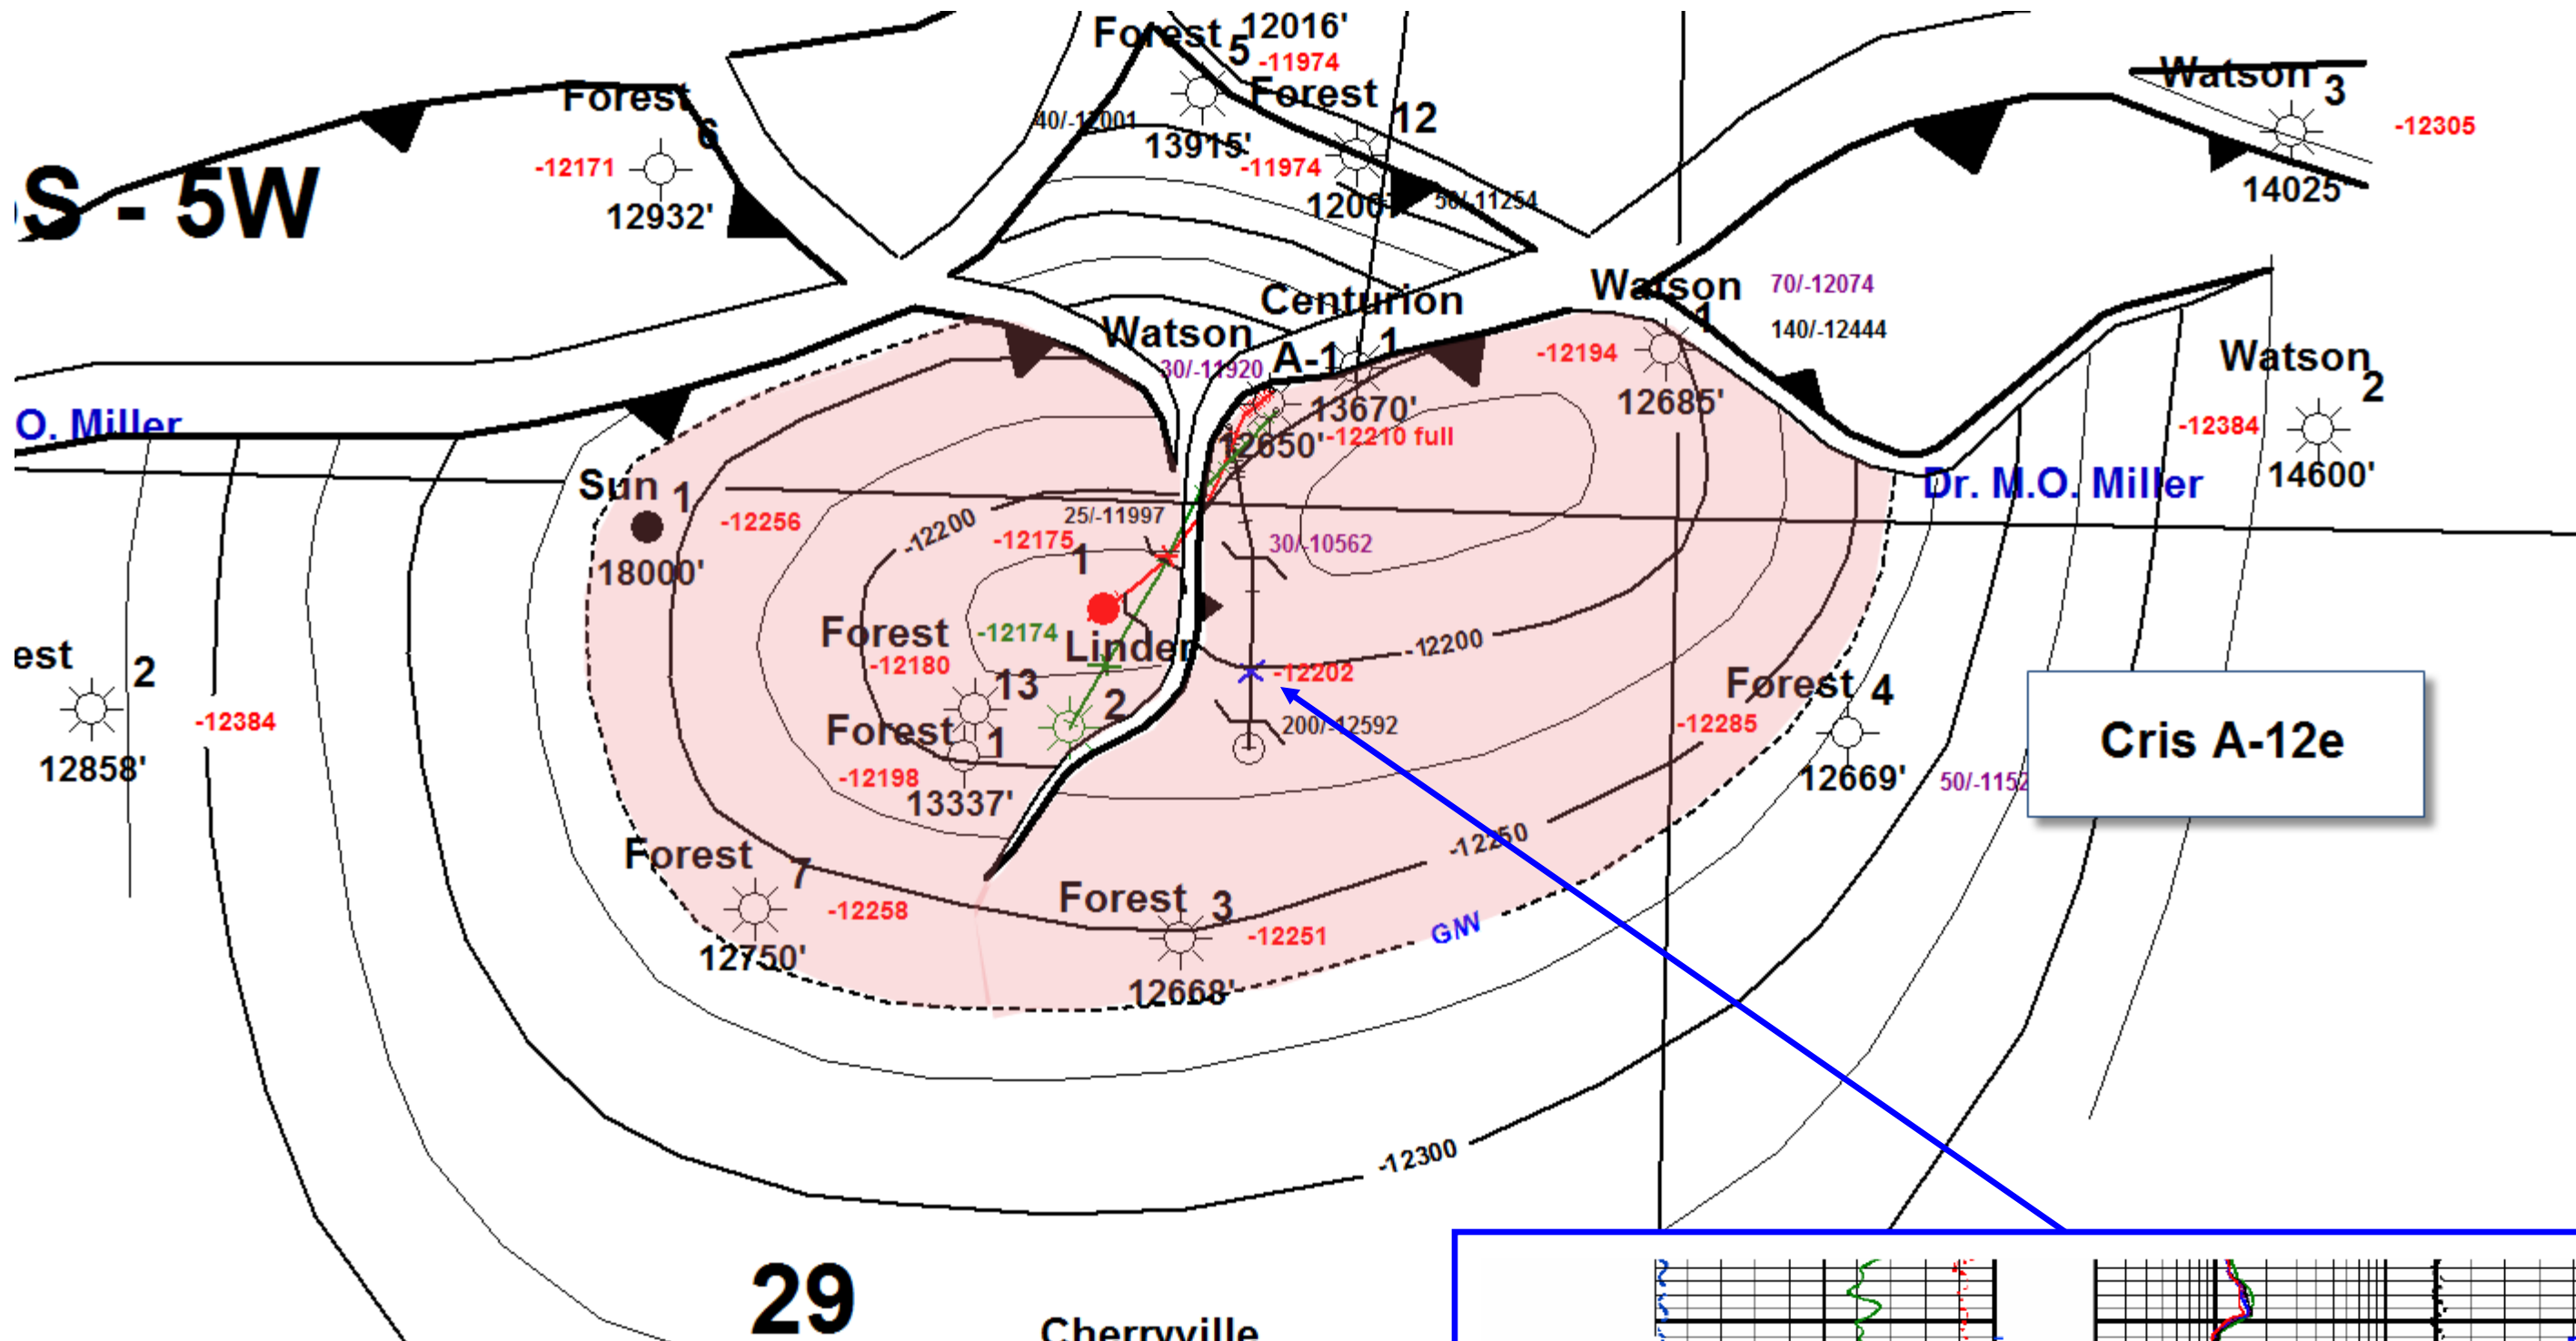 Forest 5
12016'
-11974
Forest 12
13915'
-11974
40/-12001
50/-11254
Forest 6
-12171
12932'
S - 5W
Watson 3
-12305
14025'
Watson 1
70/-12074
140/-12444
-12194
12685'
Centurion 1
Watson A-1
30/-11920
13670'
12650'
-12210 full
Watson 2
-12384
14600'
O. Miller
Dr. M.O. Miller
Sun 1
-12256
18000'
-12200
25/-11997
-12175
1
30/-10562
-12174
Linder
Forest 13
-12180
-12200
-12202
2
200/-12592
Forest 1
-12198
13337'
est 2
-12384
12858'
Forest 4
-12285
12669'
50/-1152
Cris A-12e
Forest 7
-12258
12750'
Forest 3
-12251
12668'
-12250
GW
-12300
29
Cherryville